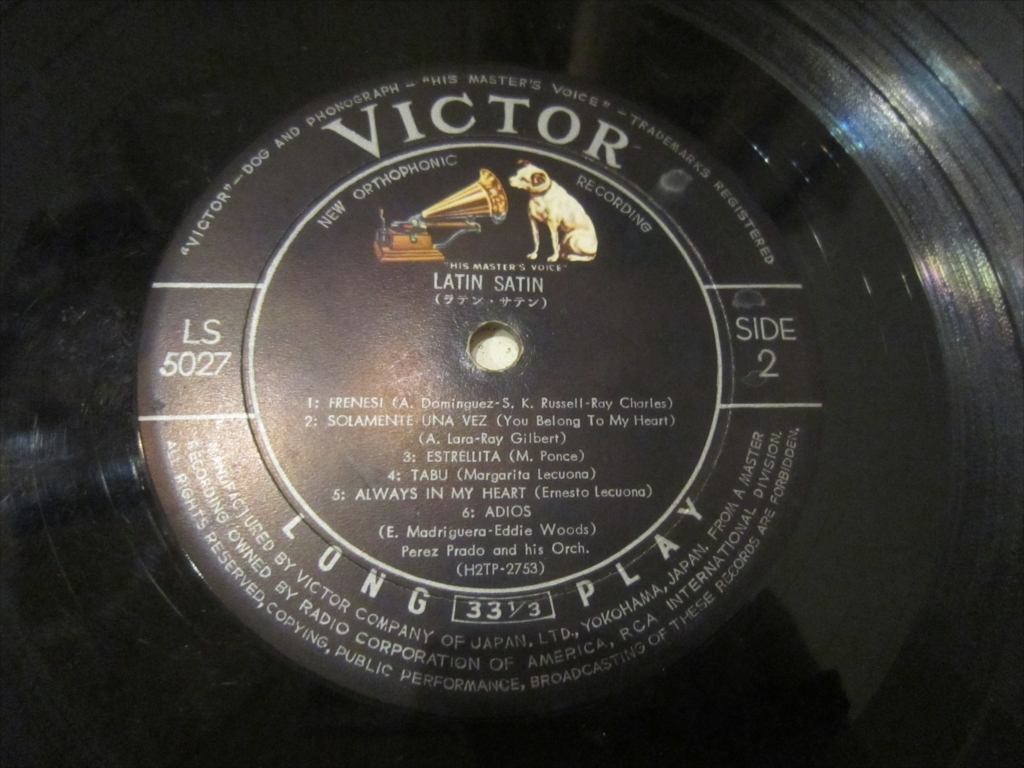 "VICTOR" — DOG AND PHONOGRAPH — "HIS MASTER'S VOICE" — TRADEMARKS REGISTERED
VICTOR
NEW ORTHOPHONIC RECORDING
"HIS MASTER'S VOICE"
LATIN SATIN
(ラテン・サテン)
LS
5027
SIDE
2
1: FRENESI (A. Dominguez-S. K. Russell-Ray Charles)
2: SOLAMENTE UNA VEZ (You Belong To My Heart)
(A. Lara-Ray Gilbert)
3: ESTRELLITA (M. Ponce)
4: TABU (Margarita Lecuona)
5: ALWAYS IN MY HEART (Ernesto Lecuona)
6: ADIOS
(E. Madriguera-Eddie Woods)
Perez Prado and his Orch.
(H2TP-2753)
LONG 33 1/3 PLAY
MANUFACTURED BY VICTOR COMPANY OF JAPAN, LTD., YOKOHAMA, JAPAN, FROM A MASTER
RECORDING OWNED BY RADIO CORPORATION OF AMERICA, RCA INTERNATIONAL DIVISION.
ALL RIGHTS RESERVED, COPYING, PUBLIC PERFORMANCE, BROADCASTING OF THESE RECORDS ARE FORBIDDEN.